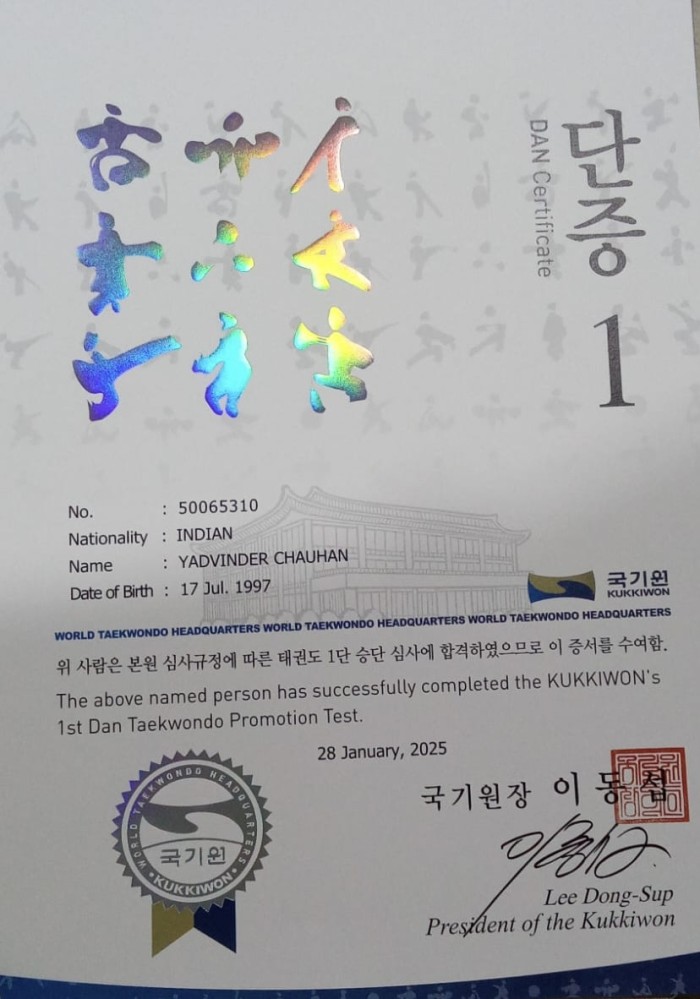 단증
DAN Certificate
1
No. : 50065310
Nationality : INDIAN
Name : YADVINDER CHAUHAN
Date of Birth : 17 Jul. 1997
국기원
KUKKIWON
WORLD TAEKWONDO HEADQUARTERS WORLD TAEKWONDO HEADQUARTERS WORLD TAEKWONDO HEADQUARTERS
위 사람은 본원 심사규정에 따른 태권도 1단 승단 심사에 합격하였으므로 이 증서를 수여함.
The above named person has successfully completed the KUKKIWON's
1st Dan Taekwondo Promotion Test.
28 January, 2025
국기원장 이동섭
WORLD TAEKWONDO HEADQUARTERS
국기원
KUKKIWON
Lee Dong-Sup
President of the Kukkiwon